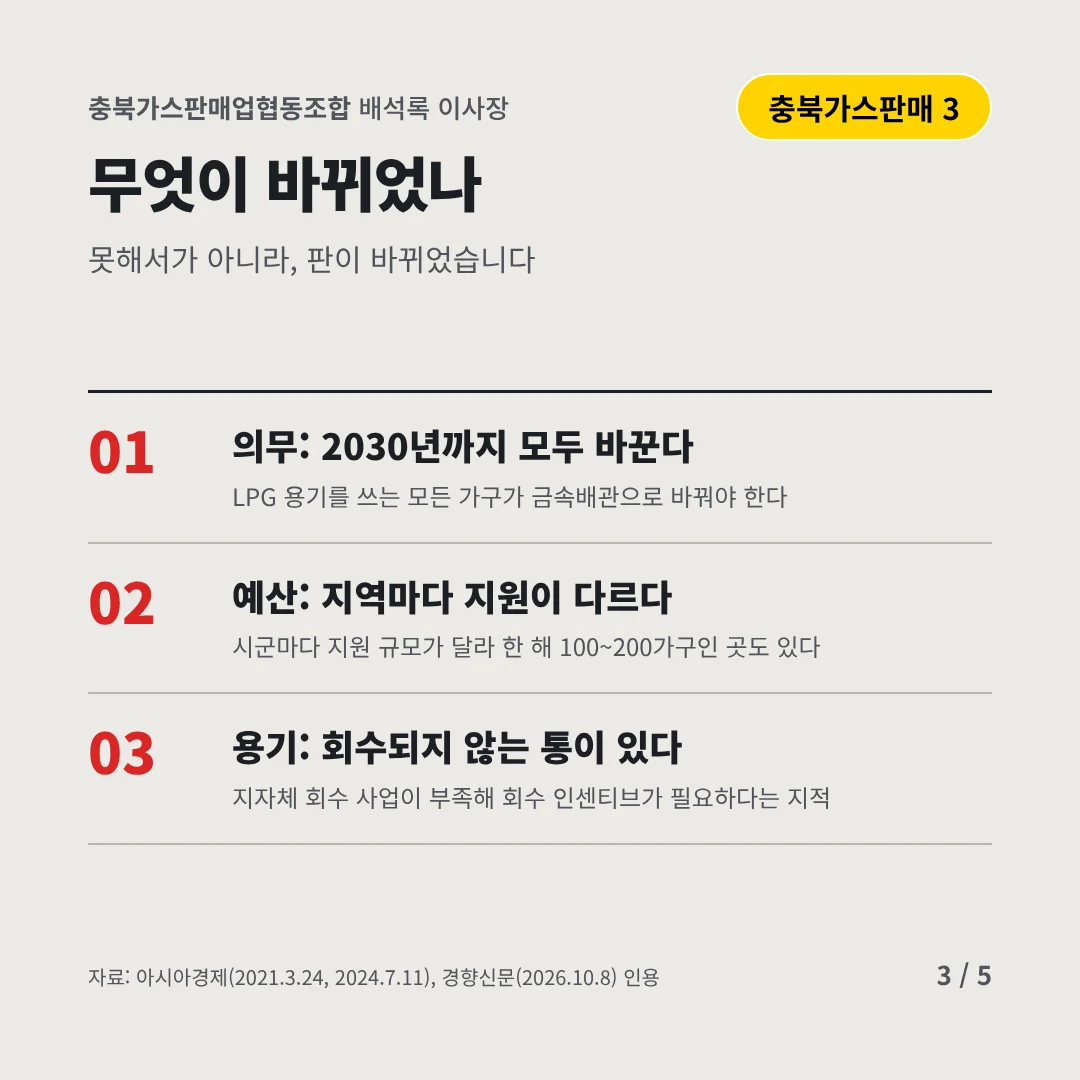 충북가스판매업협동조합 배석록 이사장
충북가스판매 3
무엇이 바뀌었나
못해서가 아니라, 판이 바뀌었습니다
01
의무: 2030년까지 모두 바꾼다
LPG 용기를 쓰는 모든 가구가 금속배관으로 바꿔야 한다
02
예산: 지역마다 지원이 다르다
시군마다 지원 규모가 달라 한 해 100~200가구인 곳도 있다
03
용기: 회수되지 않는 통이 있다
지자체 회수 사업이 부족해 회수 인센티브가 필요하다는 지적
자료: 아시아경제(2021.3.24, 2024.7.11), 경향신문(2026.10.8) 인용
3 / 5